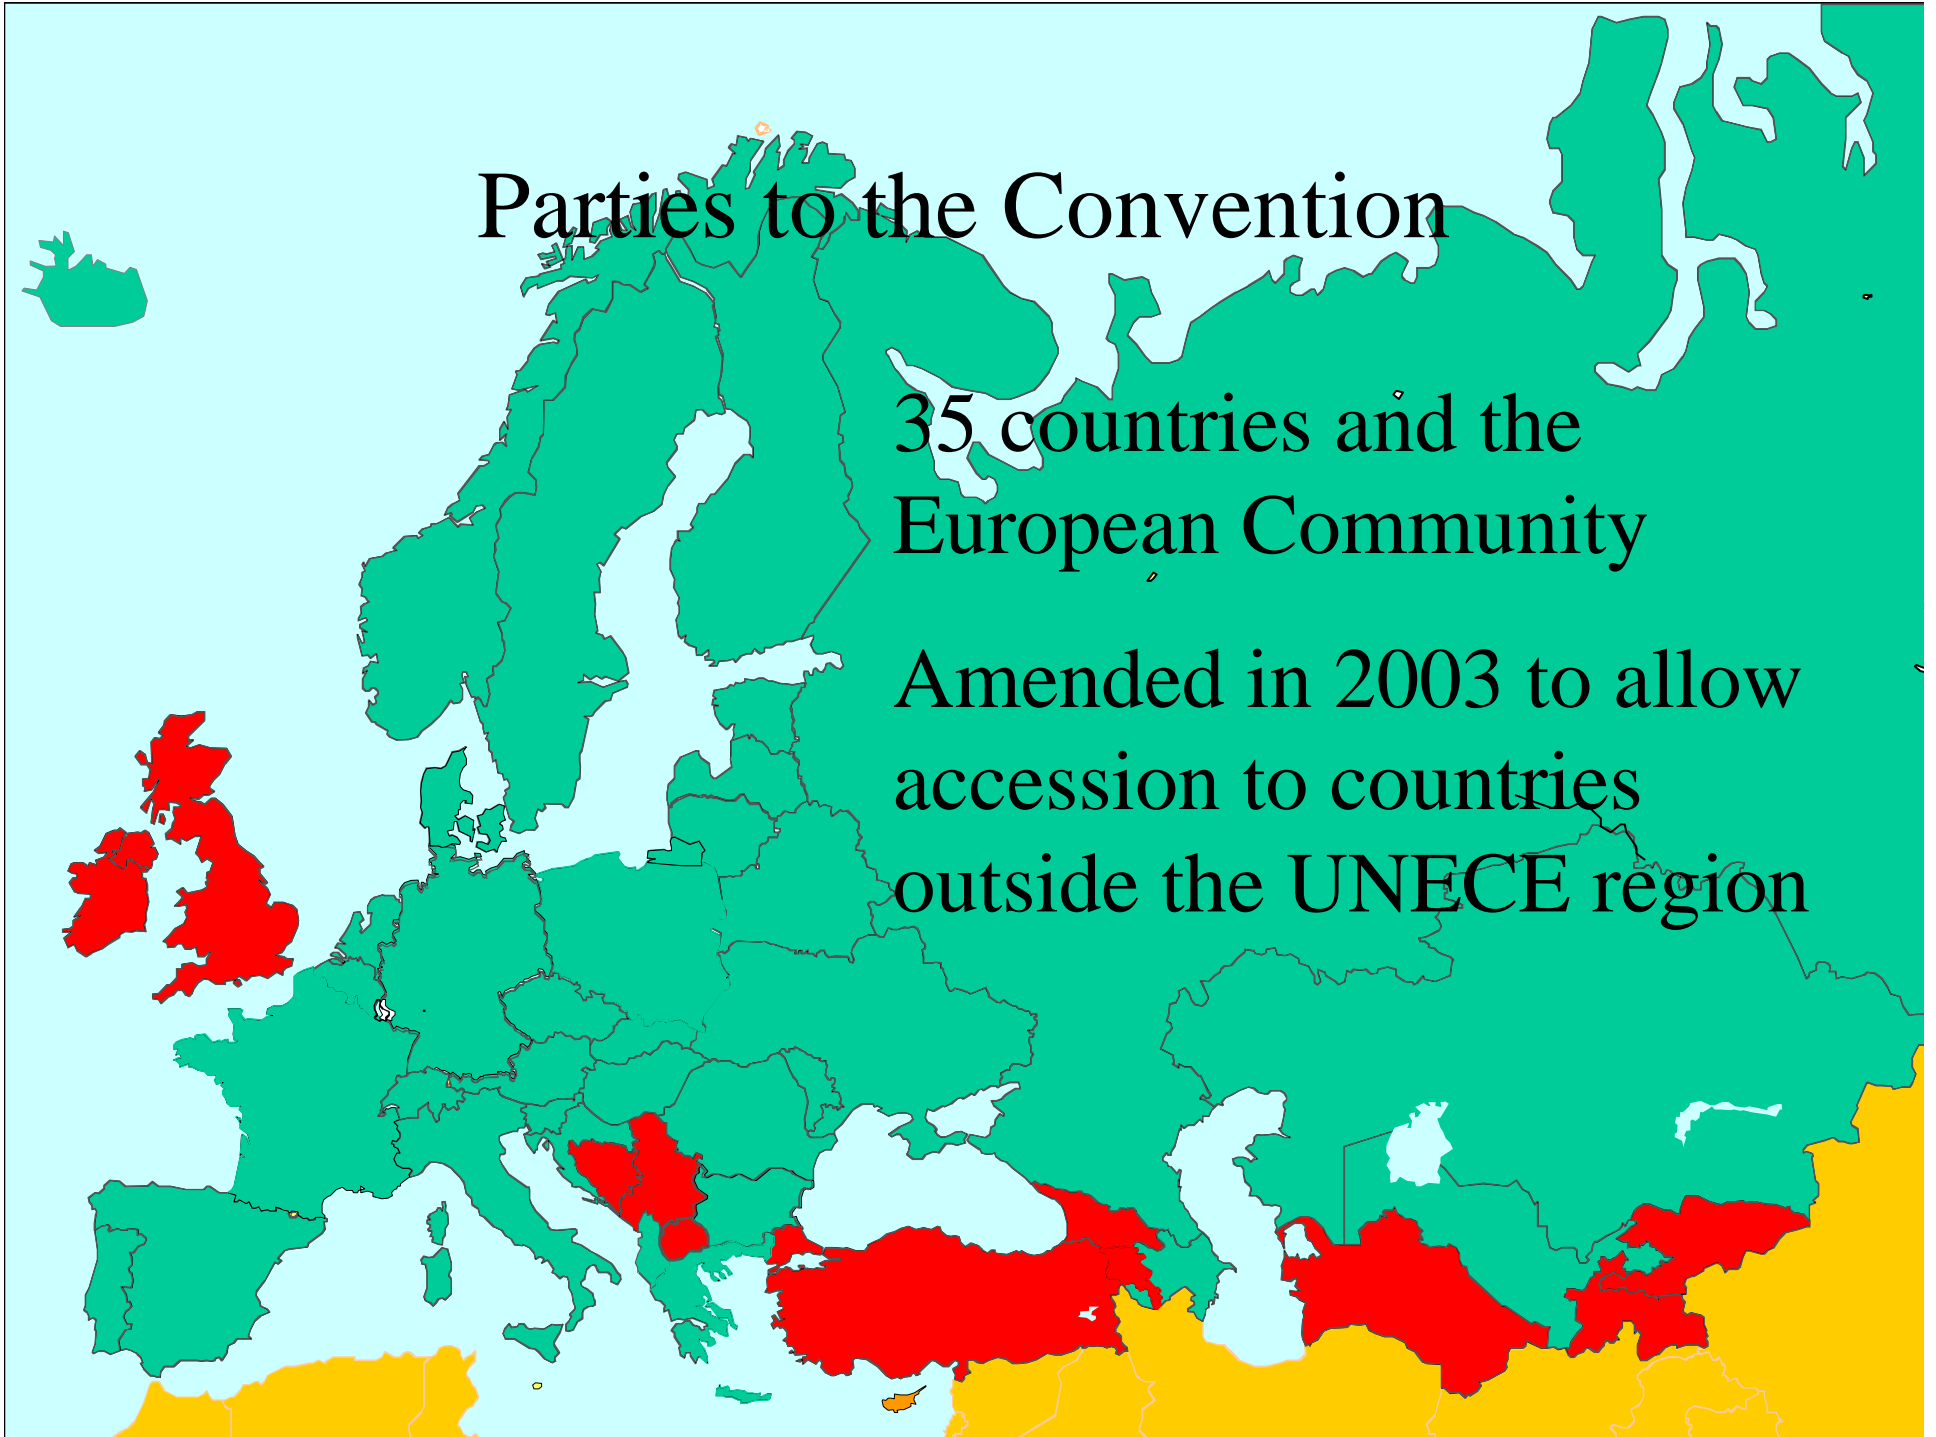 Parties to the Convention
35 countries and the
European Community
Amended in 2003 to allow
accession to countries
outside the UNECE region